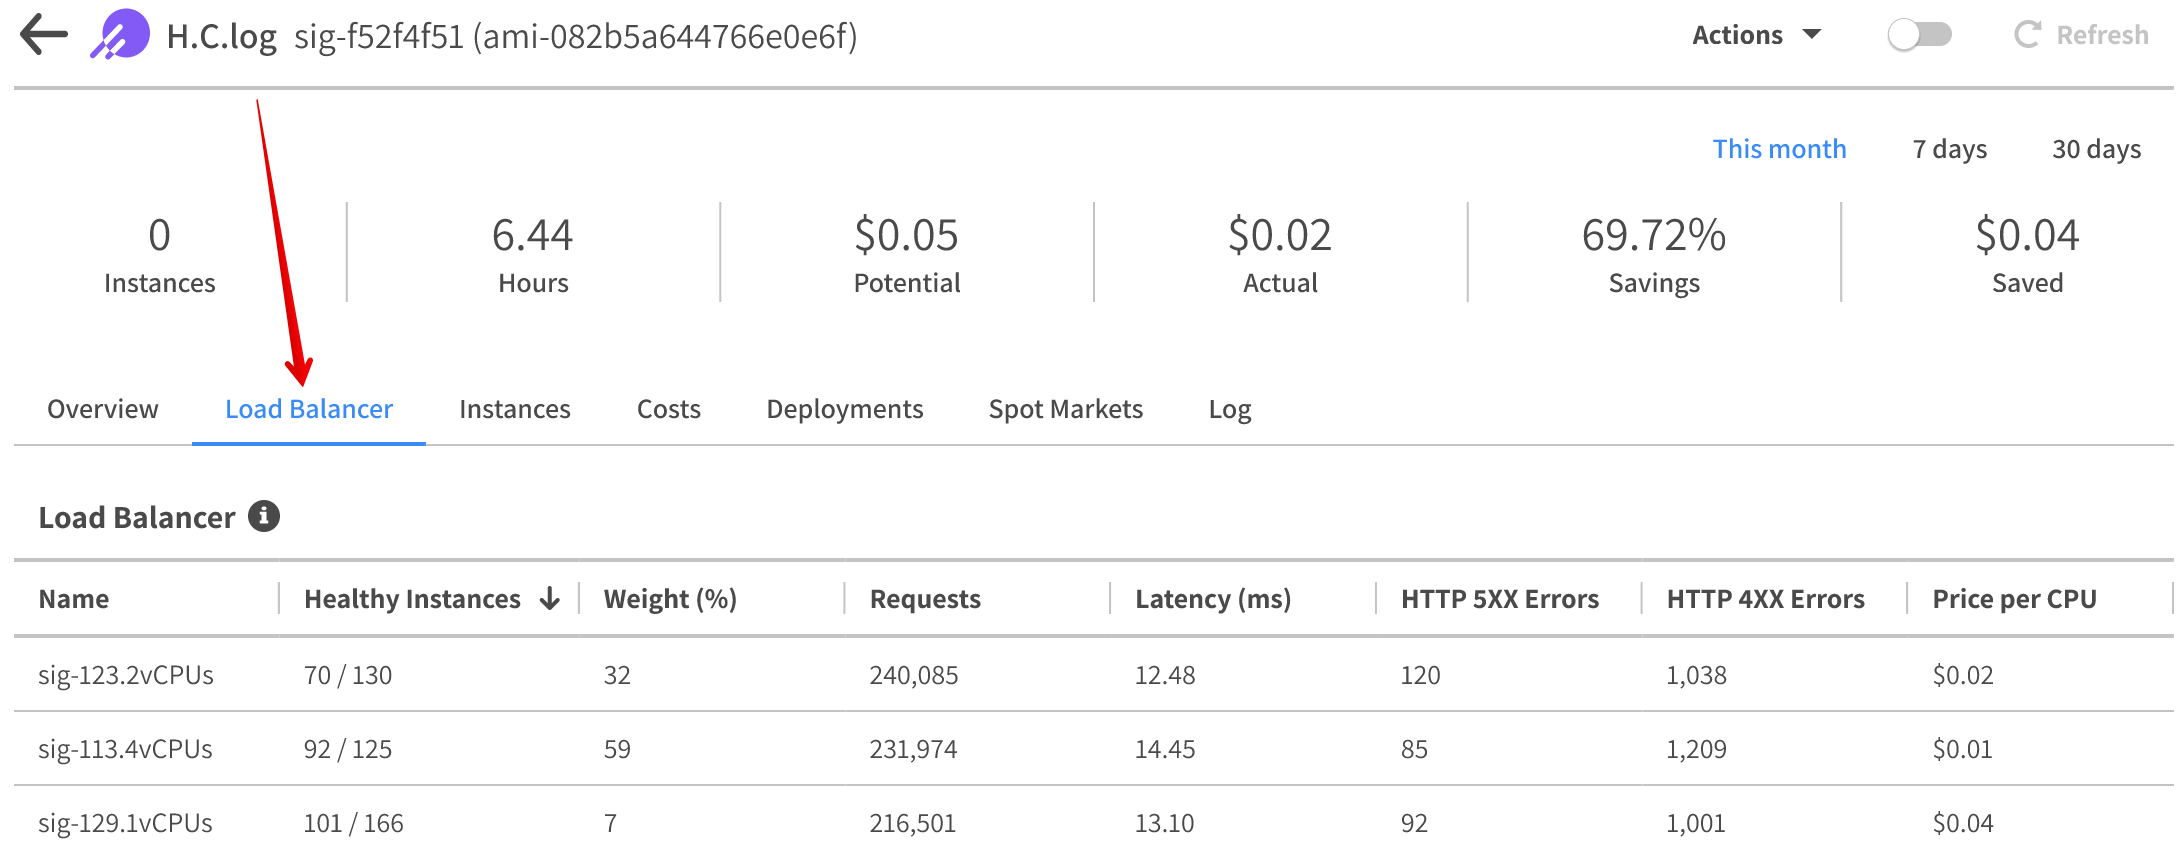 H.C.log sig-f52f4f51 (ami-082b5a644766e0e6f) Actions Refresh
This month 7 days 30 days
0 6.44 $0.05 $0.02 69.72% $0.04
Instances Hours Potential Actual Savings Saved
Overview Load Balancer Instances Costs Deployments Spot Markets Log
Load Balancer
Name Healthy Instances Weight (%) Requests Latency (ms) HTTP 5XX Errors HTTP 4XX Errors Price per CPU
sig-123.2vCPUs 70 / 130 32 240,085 12.48 120 1,038 $0.02
sig-113.4vCPUs 92 / 125 59 231,974 14.45 85 1,209 $0.01
sig-129.1vCPUs 101 / 166 7 216,501 13.10 92 1,001 $0.04